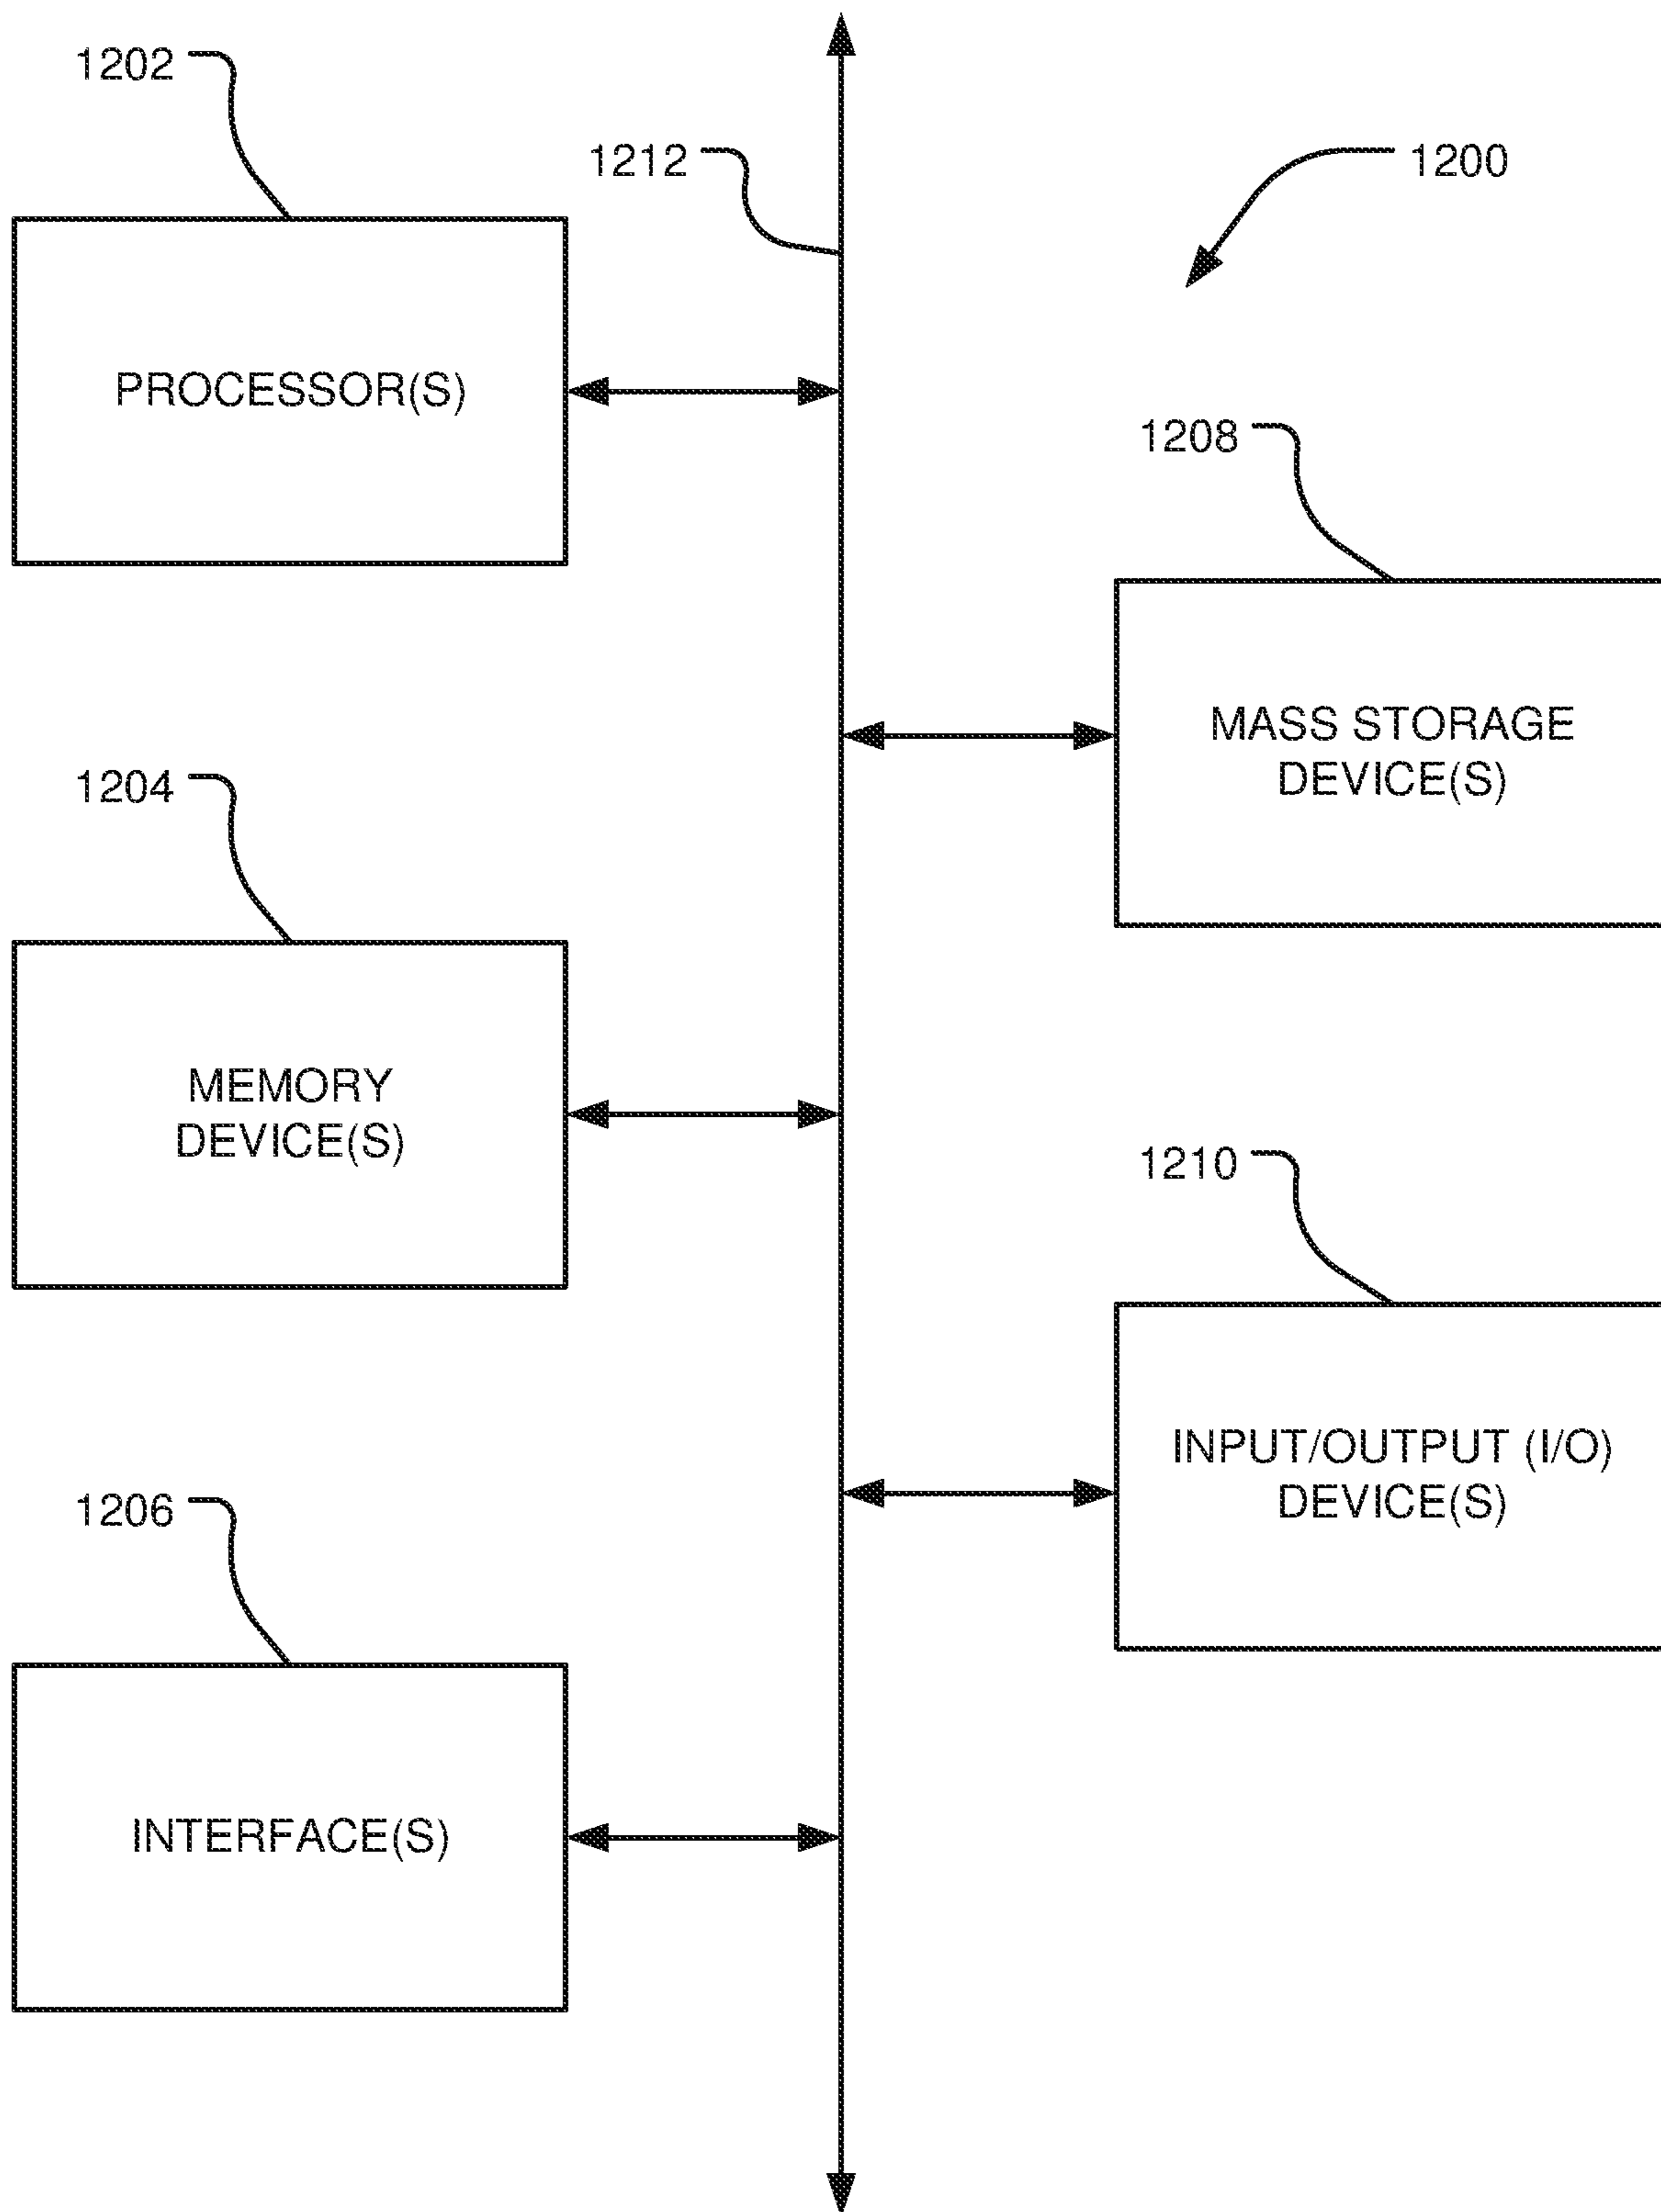 1202
1212
1200
PROCESSOR(S)
1208
MASS STORAGE
DEVICE(S)
1204
MEMORY
DEVICE(S)
1210
INPUT/OUTPUT (I/O)
DEVICE(S)
1206
INTERFACE(S)